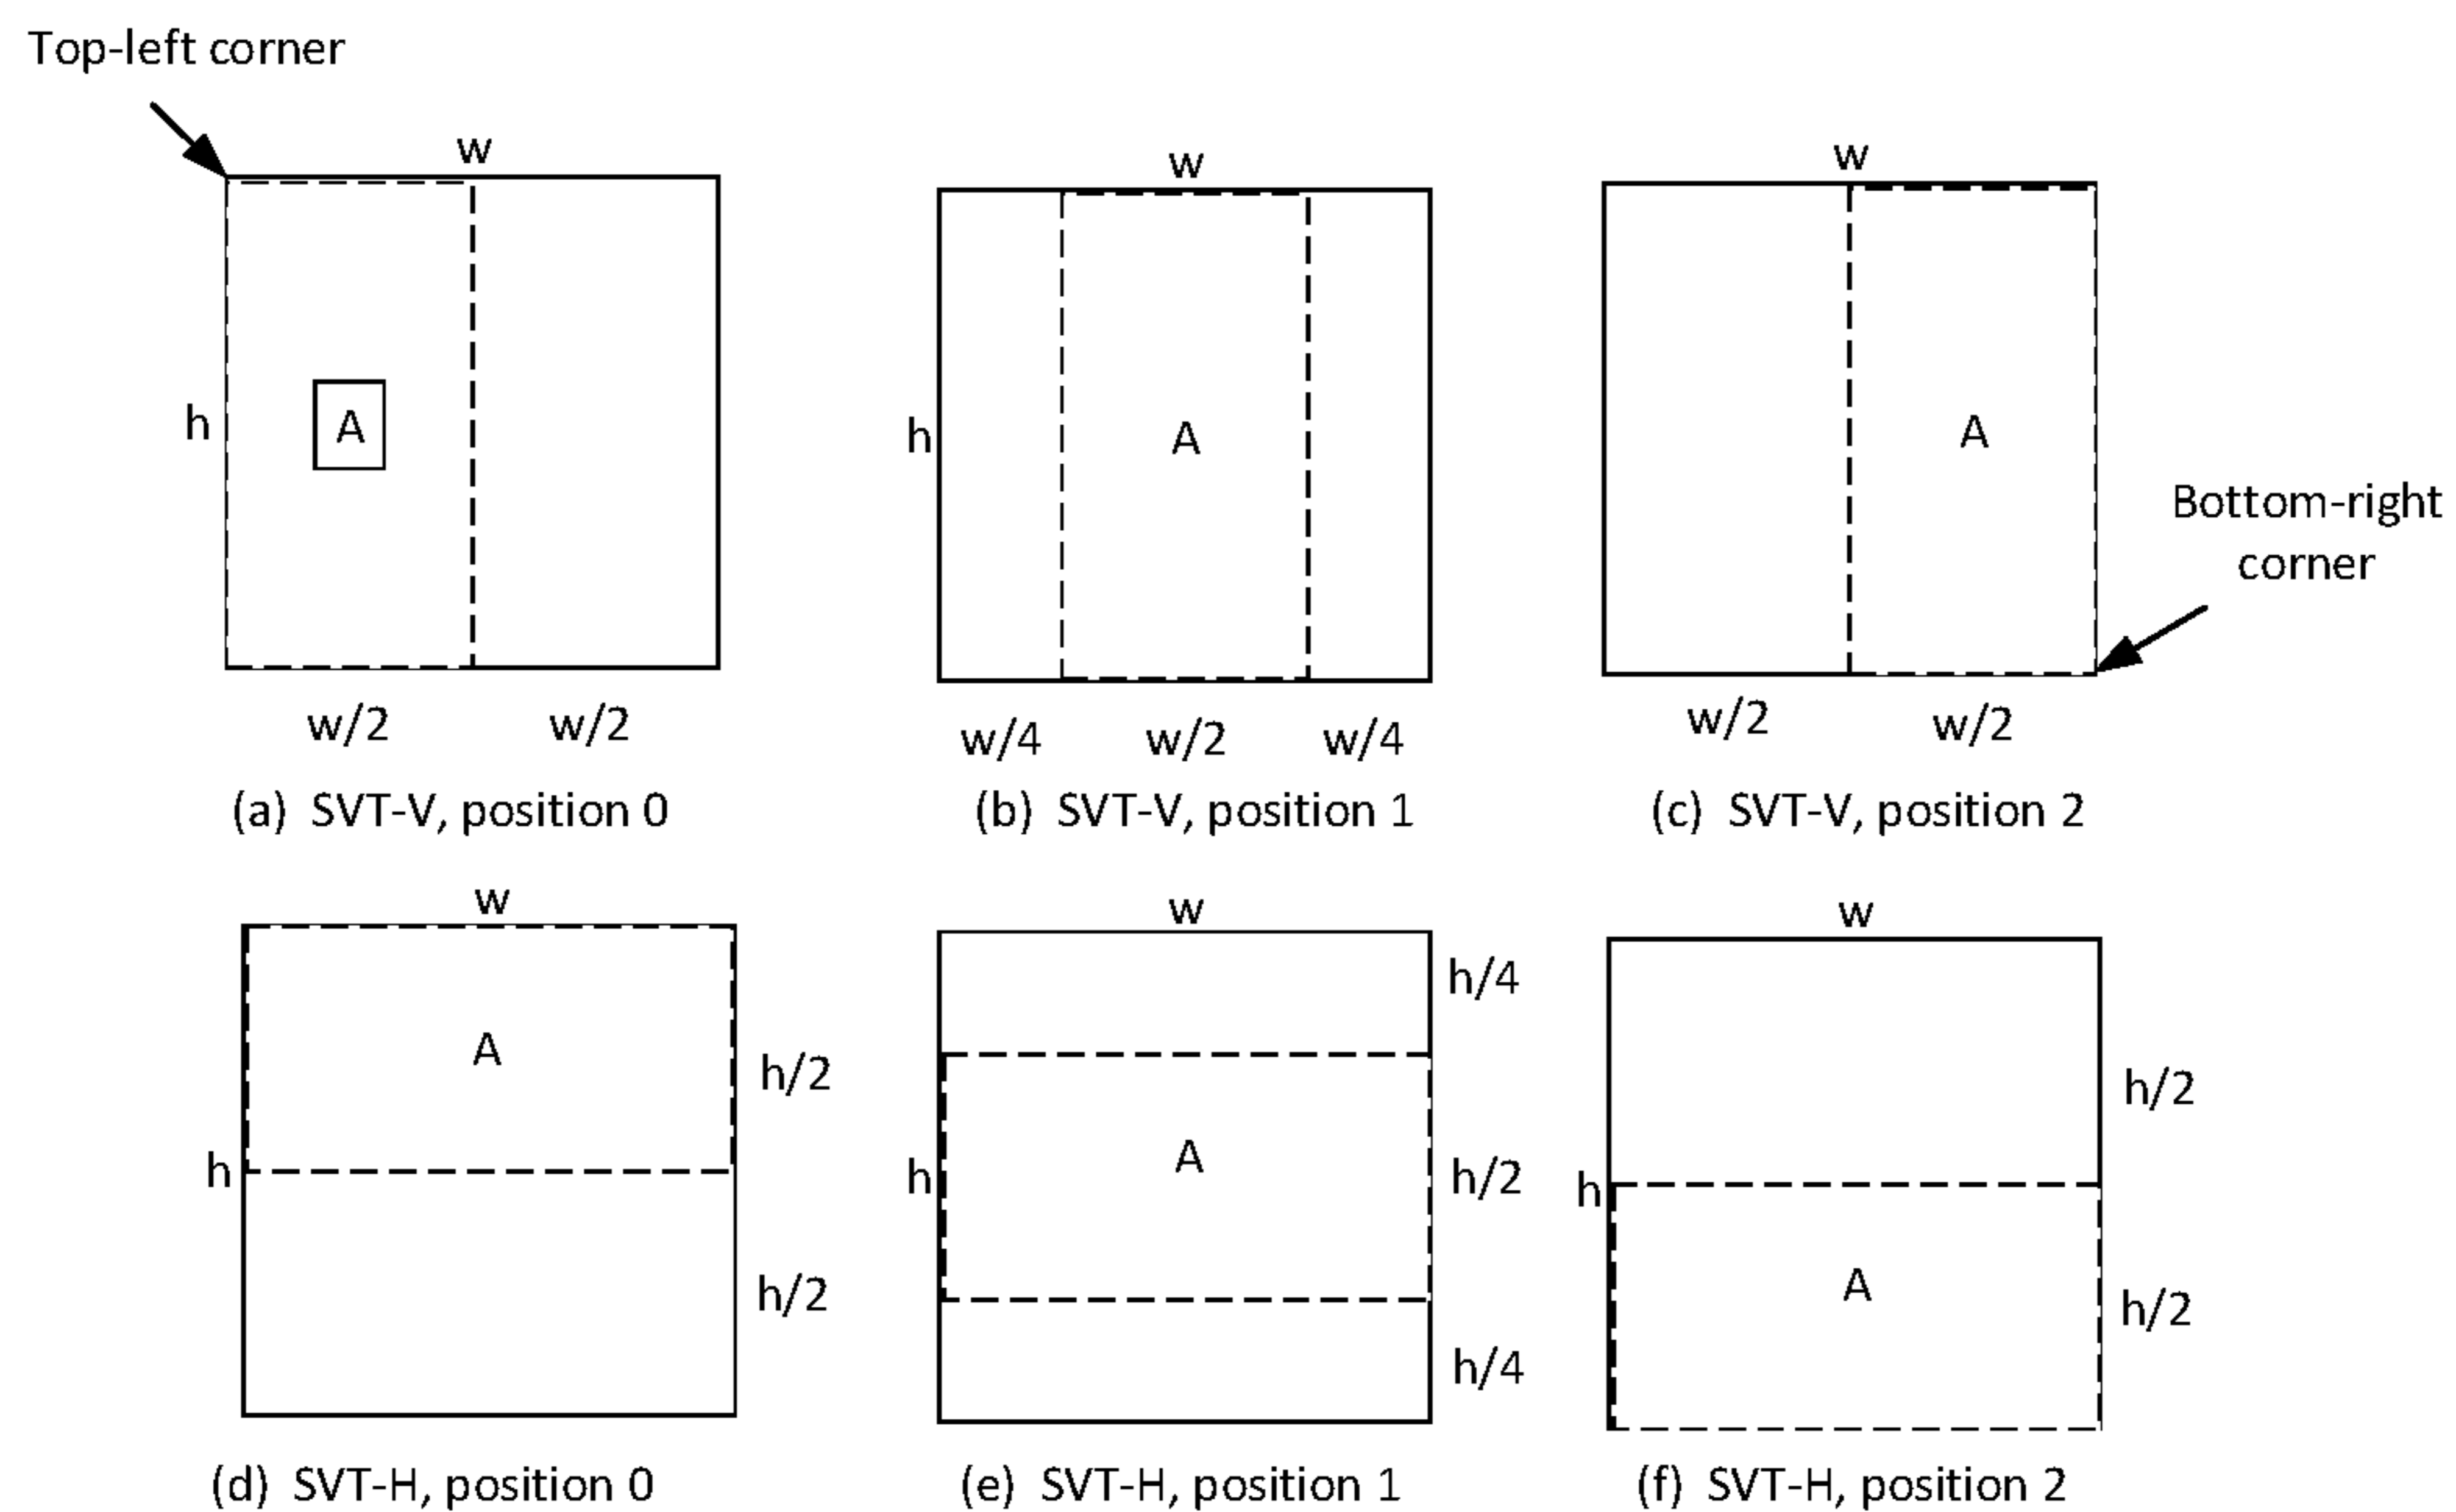 Top-left corner
w
h
A
w/2
w/2
(a) SVT-V, position 0
w
h
A
w/4
w/2
w/4
(b) SVT-V, position 1
w
A
Bottom-right
corner
w/2
w/2
(c) SVT-V, position 2
w
A
h/2
h
h/2
(d) SVT-H, position 0
w
h/4
A
h
h/2
h/4
(e) SVT-H, position 1
w
h/2
h
A
h/2
(f) SVT-H, position 2